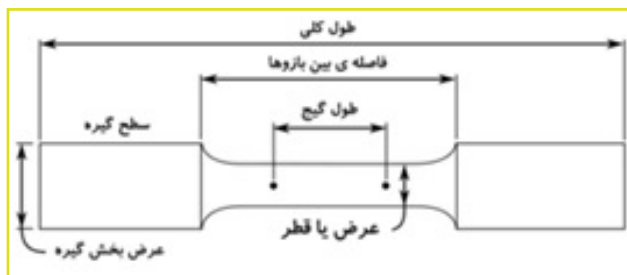 طول کلی
فاصله ی بین بازوها
طول گیج
سطح گیره
عرض یا قطر
عرض بخش گیره